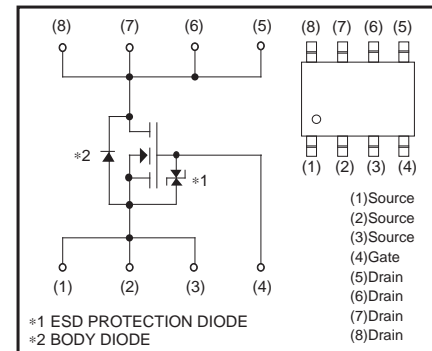 (8) (7) (6) (5)
(8) (7) (6) (5)
*2
*1
(1) (2) (3) (4)
(1)Source
(2)Source
(3)Source
(4)Gate
(5)Drain
(6)Drain
(7)Drain
(8)Drain
(1) (2) (3) (4)
*1 ESD PROTECTION DIODE
*2 BODY DIODE